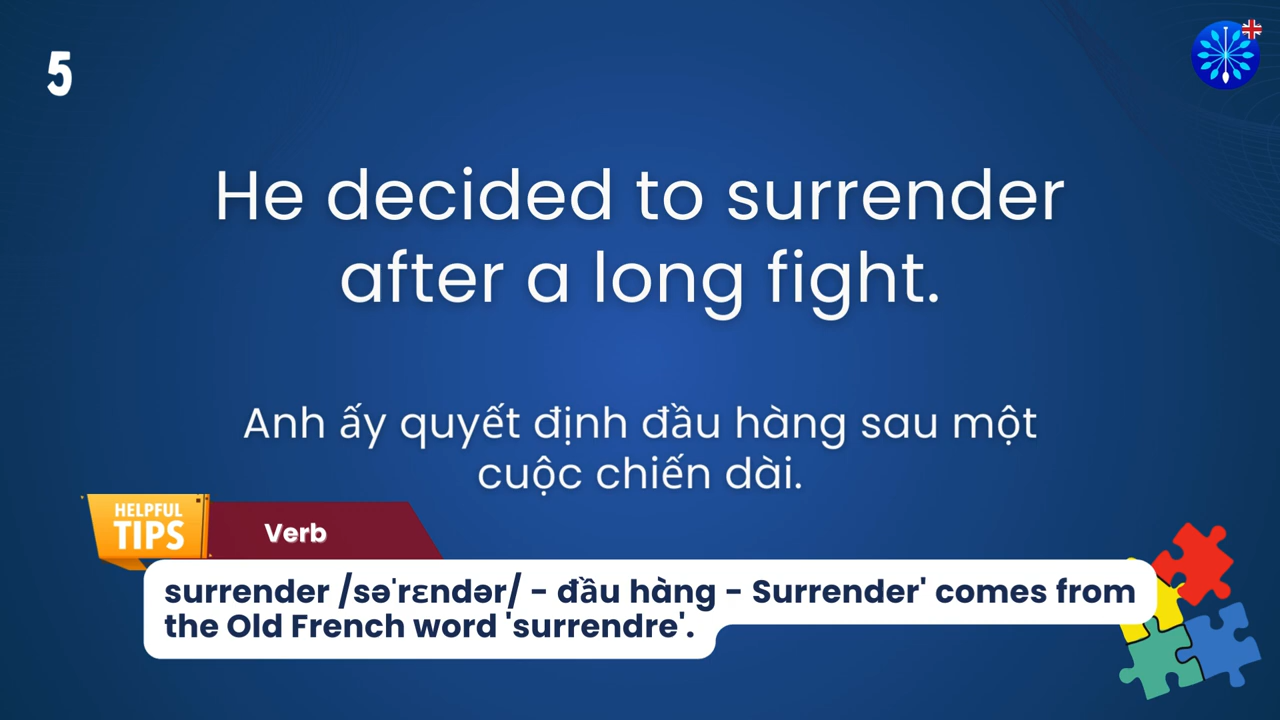 5
He decided to surrender
after a long fight.
Anh ấy quyết định đầu hàng sau một
cuộc chiến dài.
HELPFUL
TIPS
Verb
surrender /səˈrɛndər/ - đầu hàng - Surrender' comes from
the Old French word 'surrendre'.